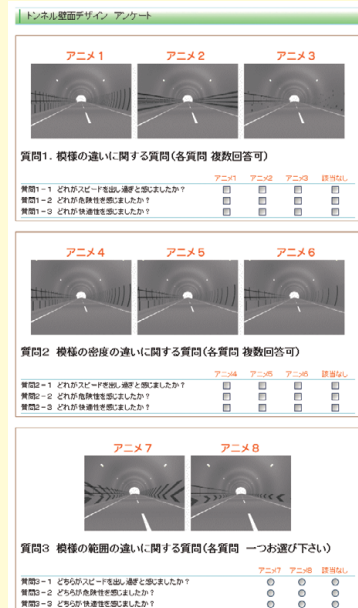 トンネル壁面デザイン アンケート
アニメ1 アニメ2 アニメ3
質問1. 模様の違いに関する質問(各質問 複数回答可)
アニメ1 アニメ2 アニメ3 該当なし
質問1-1 どれがスピードを出し過ぎと感じましたか？
質問1-2 どれが危険性を感じましたか？
質問1-3 どれが快適性を感じましたか？
アニメ4 アニメ5 アニメ6
質問2 模様の密度の違いに関する質問(各質問 複数回答可)
アニメ4 アニメ5 アニメ6 該当なし
質問2-1 どれがスピードを出し過ぎと感じましたか？
質問2-2 どれが危険性を感じましたか？
質問2-3 どれが快適性を感じましたか？
アニメ7 アニメ8
質問3 模様の範囲の違いに関する質問(各質問 一つお選び下さい)
アニメ7 アニメ8 該当なし
質問3-1 どちらがスピードを出し過ぎと感じましたか？
質問3-2 どちらが危険性を感じましたか？
質問3-3 どちらが快適性を感じましたか？